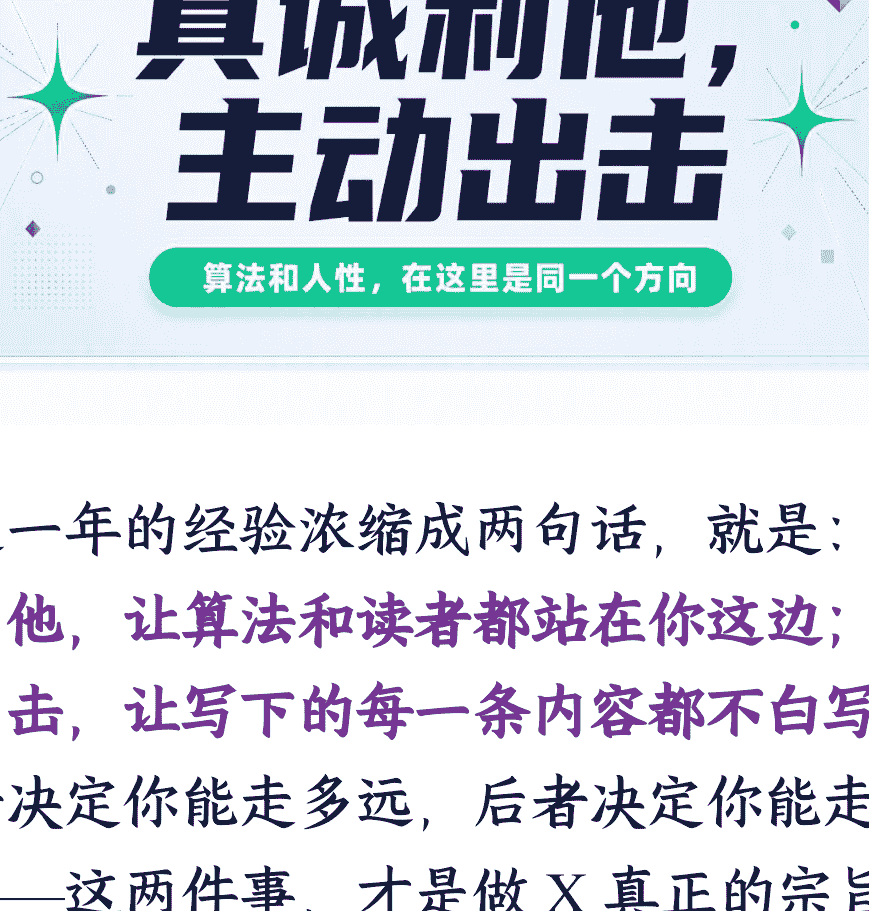 真诚利他，
主动出击
算法和人性，在这里是同一个方向
一年的经验浓缩成两句话，就是：
他，让算法和读者都站在你这边；
击，让写下的每一条内容都不白写
决定你能走多远，后者决定你能走
——这两件事，才是做 X 真正的宗旨